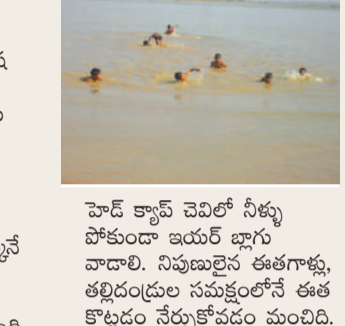 హెడ్ క్యాప్ చెవిలో నీళ్ళు
పోకుండా ఇయర్ బ్లాగు
వాడాలి. నిపుణులైన ఈతగాళ్లు,
తల్లిదండ్రుల సమక్షంలోనే ఈత
కొట్టడం నేర్చుకోవడం మంచిది.